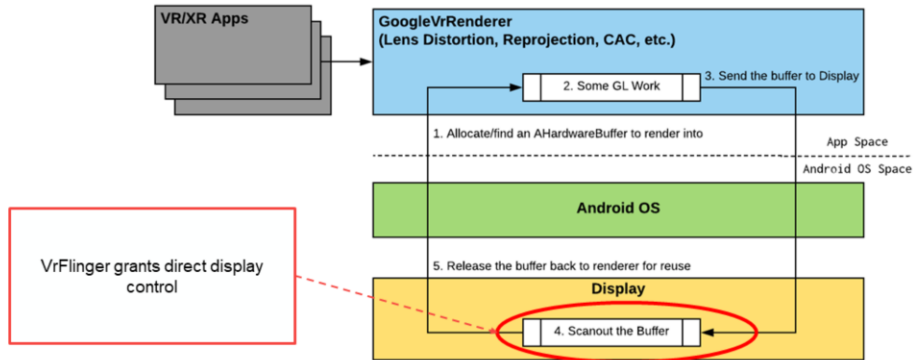 VR/XR Apps
GoogleVrRenderer
(Lens Distortion, Reprojection, CAC, etc.)
2. Some GL Work
3. Send the buffer to Display
1. Allocate/find an AHardwareBuffer to render into
App Space
Android OS Space
Android OS
VrFlinger grants direct display
control
5. Release the buffer back to renderer for reuse
Display
4. Scanout the Buffer